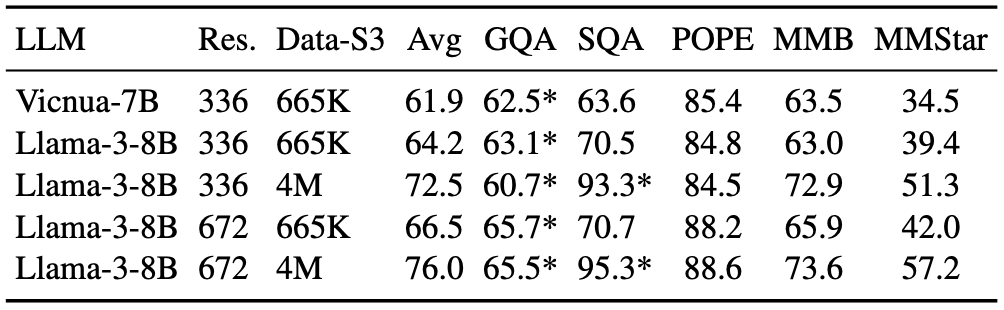 LLM Res. Data-S3 Avg GQA SQA POPE MMB MMStar
Vicnua-7B 336 665K 61.9 62.5* 63.6 85.4 63.5 34.5
Llama-3-8B 336 665K 64.2 63.1* 70.5 84.8 63.0 39.4
Llama-3-8B 336 4M 72.5 60.7* 93.3* 84.5 72.9 51.3
Llama-3-8B 672 665K 66.5 65.7* 70.7 88.2 65.9 42.0
Llama-3-8B 672 4M 76.0 65.5* 95.3* 88.6 73.6 57.2